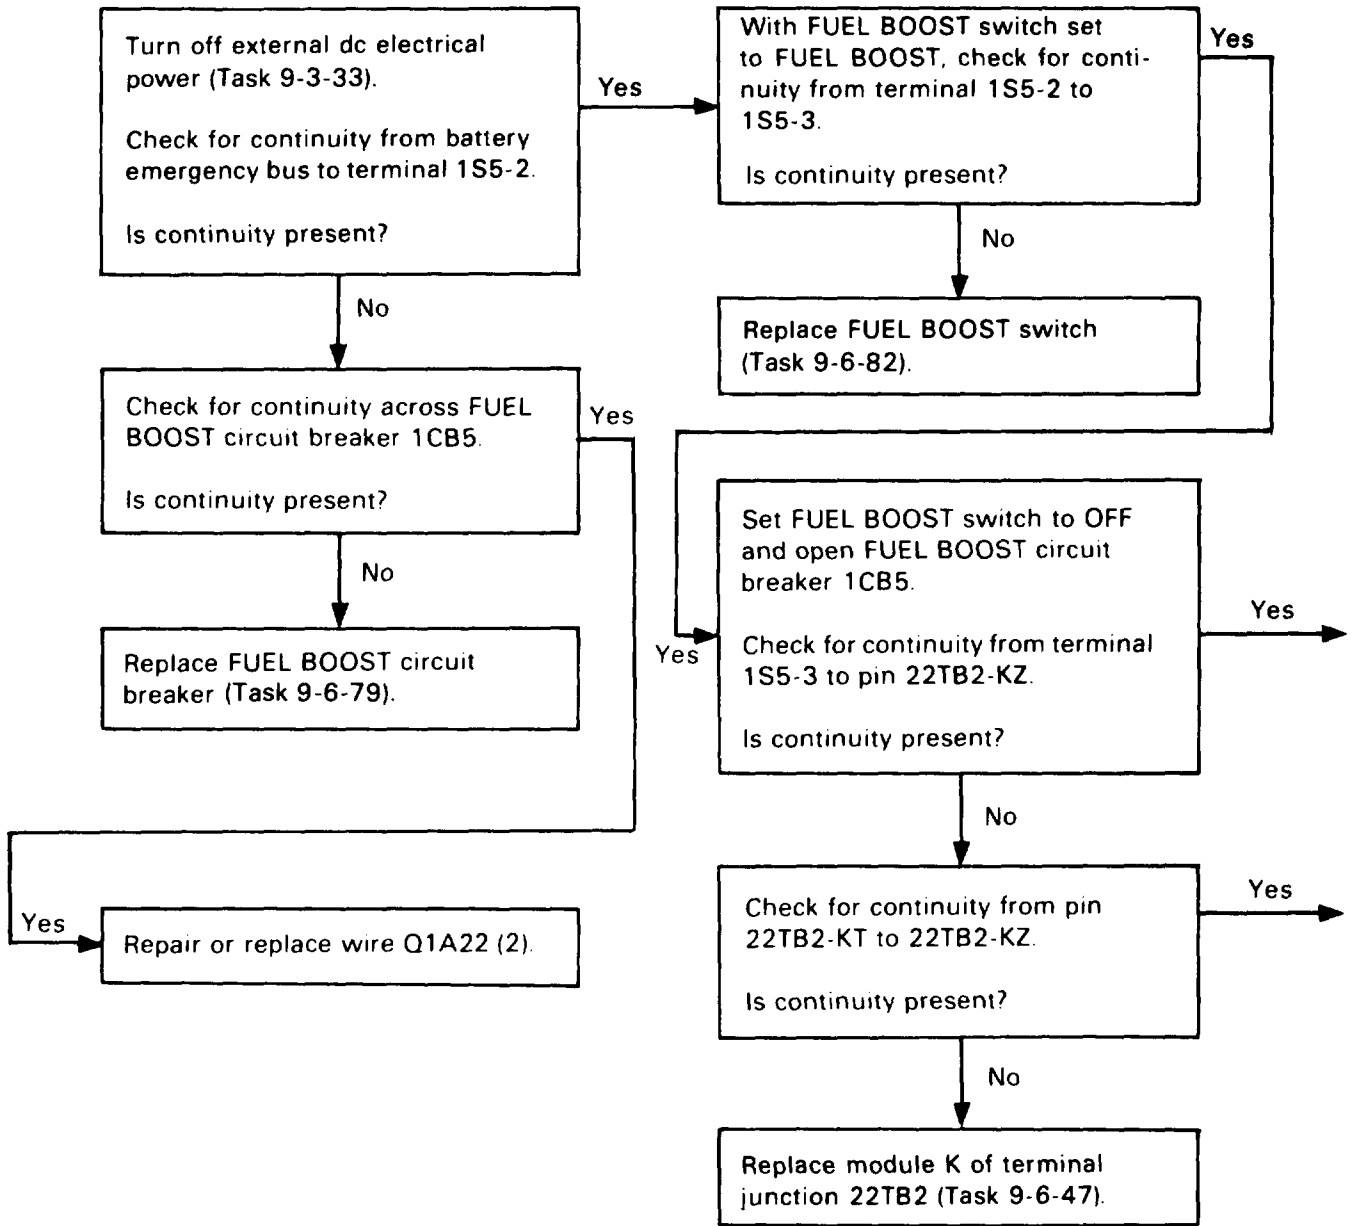 Turn off external dc electrical
power (Task 9-3-33).
Check for continuity from battery
emergency bus to terminal 1S5-2.
Is continuity present?
Yes
No
With FUEL BOOST switch set
to FUEL BOOST, check for conti-
nuity from terminal 1S5-2 to
1S5-3.
Is continuity present?
Yes
No
Replace FUEL BOOST switch
(Task 9-6-82).
Check for continuity across FUEL
BOOST circuit breaker 1CB5.
Is continuity present?
Yes
No
Replace FUEL BOOST circuit
breaker (Task 9-6-79).
Yes
Repair or replace wire Q1A22 (2).
Yes
Set FUEL BOOST switch to OFF
and open FUEL BOOST circuit
breaker 1CB5.
Check for continuity from terminal
1S5-3 to pin 22TB2-KZ.
Is continuity present?
Yes
No
Check for continuity from pin
22TB2-KT to 22TB2-KZ.
Is continuity present?
Yes
No
Replace module K of terminal
junction 22TB2 (Task 9-6-47).